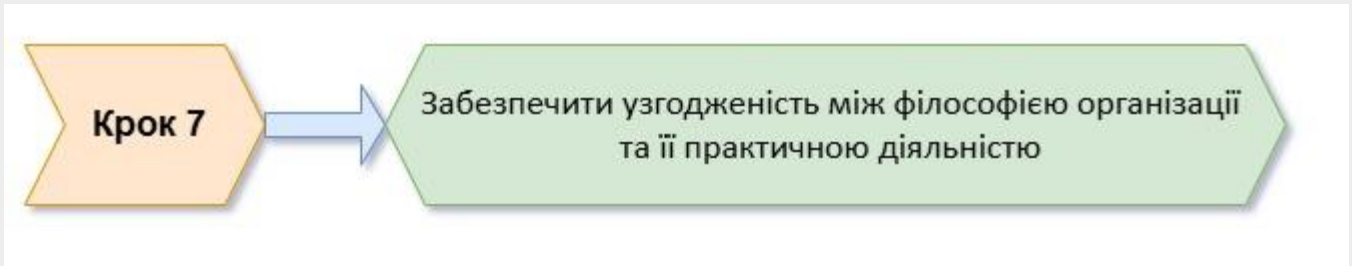 Крок 7
Забезпечити узгодженість між філософією організації
та її практичною діяльністю